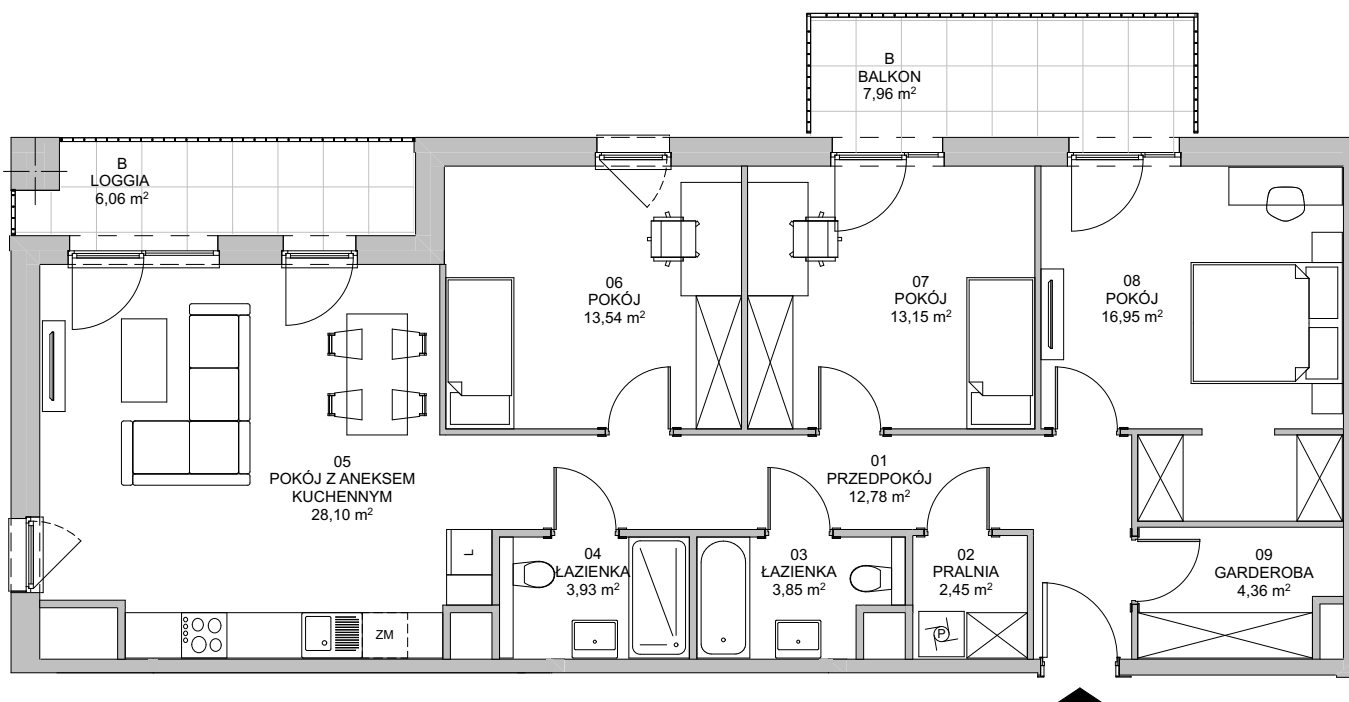 B
BALKON
7,96 m²
B
LOGGIA
6,06 m²
06
POKÓJ
13,54 m²
07
POKÓJ
13,15 m²
08
POKÓJ
16,95 m²
05
POKÓJ Z ANEKSEM
KUCHENNYM
28,10 m²
01
PRZEDPOKÓJ
12,78 m²
L
04
ŁAZIENKA
3,93 m²
03
ŁAZIENKA
3,85 m²
02
PRALNIA
2,45 m²
09
GARDEROBA
4,36 m²
ZM
P